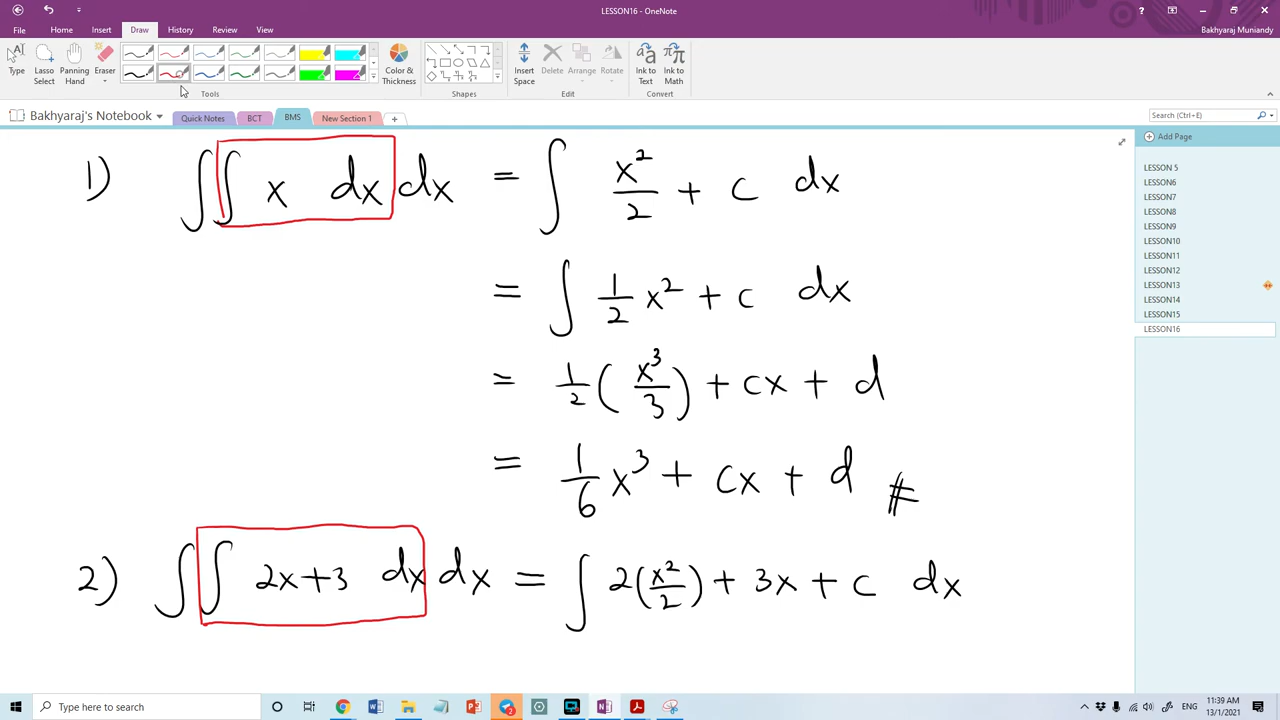 LESSON16 - OneNote
Bakhyaraj Muniandy
File Home Insert Draw History Review View
Type Lasso Select Panning Hand Eraser Color & Thickness Insert Space Delete Arrange Rotate Ink to Text Ink to Math
Tools Shapes Edit Convert
Bakhyaraj's Notebook Quick Notes BCT BMS New Section 1 + Search (Ctrl+E)
Add Page
LESSON 5
LESSON6
LESSON7
LESSON8
LESSON9
LESSON10
LESSON11
LESSON12
LESSON13
LESSON14
LESSON15
LESSON16
1) ∫∫ x dx dx = ∫ x²/2 + c dx
= ∫ 1/2 x² + c dx
= 1/2 (x³/3) + cx + d
= 1/6 x³ + cx + d #
2) ∫∫ 2x+3 dx dx = ∫ 2(x²/2) + 3x + c dx
Type here to search
ENG 11:39 AM
13/1/2021